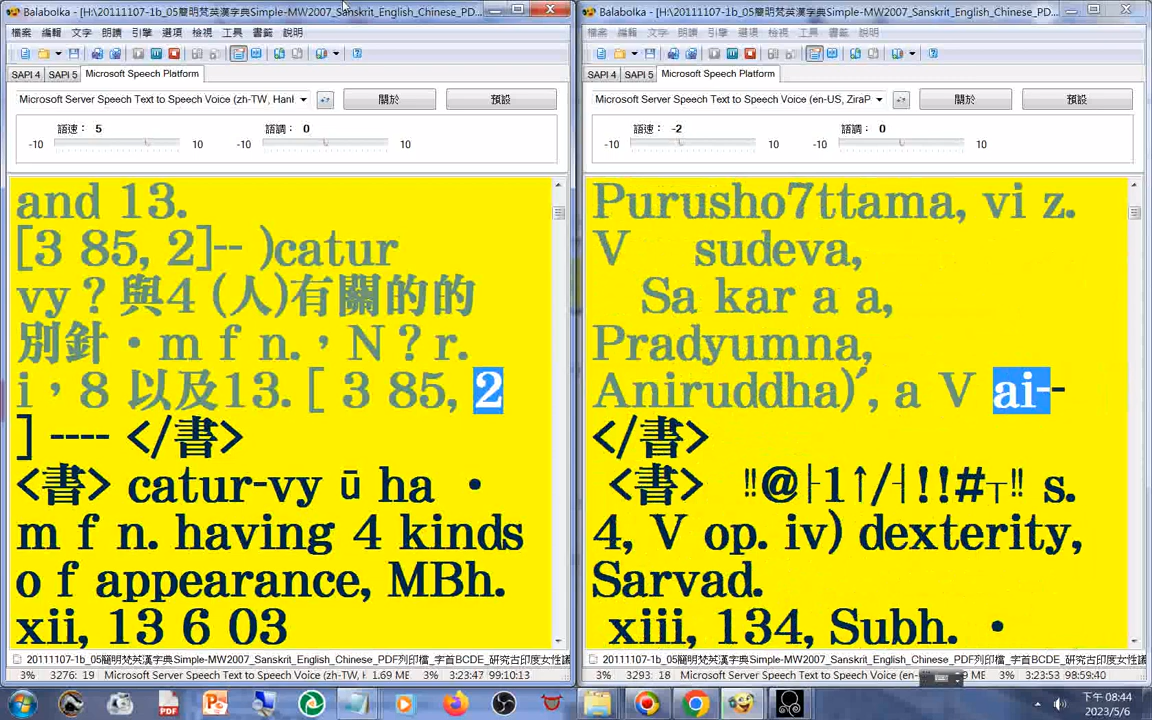 Balabolka - [H:\20111107-1b_05簡明梵英漢字典Simple-MW2007_Sanskrit_English_Chinese_PD...
檔案 編輯 文字 朗讀 引擎 選項 檢視 工具 書籤 說明
SAPI 4 SAPI 5 Microsoft Speech Platform
Microsoft Server Speech Text to Speech Voice (zh-TW, Hanl 關於 預設
語速： 5 語調： 0
-10 10 -10 10
and 13.
[3 85, 2]-- )catur
vy？與4 (人)有關的的
別針・m f n.，N？r.
i，8 以及13. [ 3 85, 2
] ---- </書>
<書> catur-vy ū ha •
m f n. having 4 kinds
o f appearance, MBh.
xii, 13 6 03
20111107-1b_05簡明梵英漢字典Simple-MW2007_Sanskrit_English_Chinese_PDF列印檔_字首BCDE_研究古印度女性議
3% 3276: 19 Microsoft Server Speech Text to Speech Voice (zh-TW, H 1.69 ME 3% 3:23:47 99:10:13
Balabolka - [H:\20111107-1b_05簡明梵英漢字典Simple-MW2007_Sanskrit_English_Chinese_PD...
檔案 編輯 文字 朗讀 引擎 選項 檢視 工具 書籤 說明
SAPI 4 SAPI 5 Microsoft Speech Platform
Microsoft Server Speech Text to Speech Voice (en-US, ZiraP 關於 預設
語速： -2 語調： 0
-10 10 -10 10
Purusho7ttama, vi z.
V sudeva,
Sa kar a a,
Pradyumna,
Aniruddha)′, a V ai--
</書>
<書> ‼@├1↑/┤!!#┬‼ s.
4, V op. iv) dexterity,
Sarvad.
xiii, 134, Subh. •
20111107-1b_05簡明梵英漢字典Simple-MW2007_Sanskrit_English_Chinese_PDF列印檔_字首BCDE_研究古印度女性議
3% 3293: 18 Microsoft Server Speech Text to Speech Voice (en-U ME 3% 3:23:53 98:59:40
下午 08:44
2023/5/6